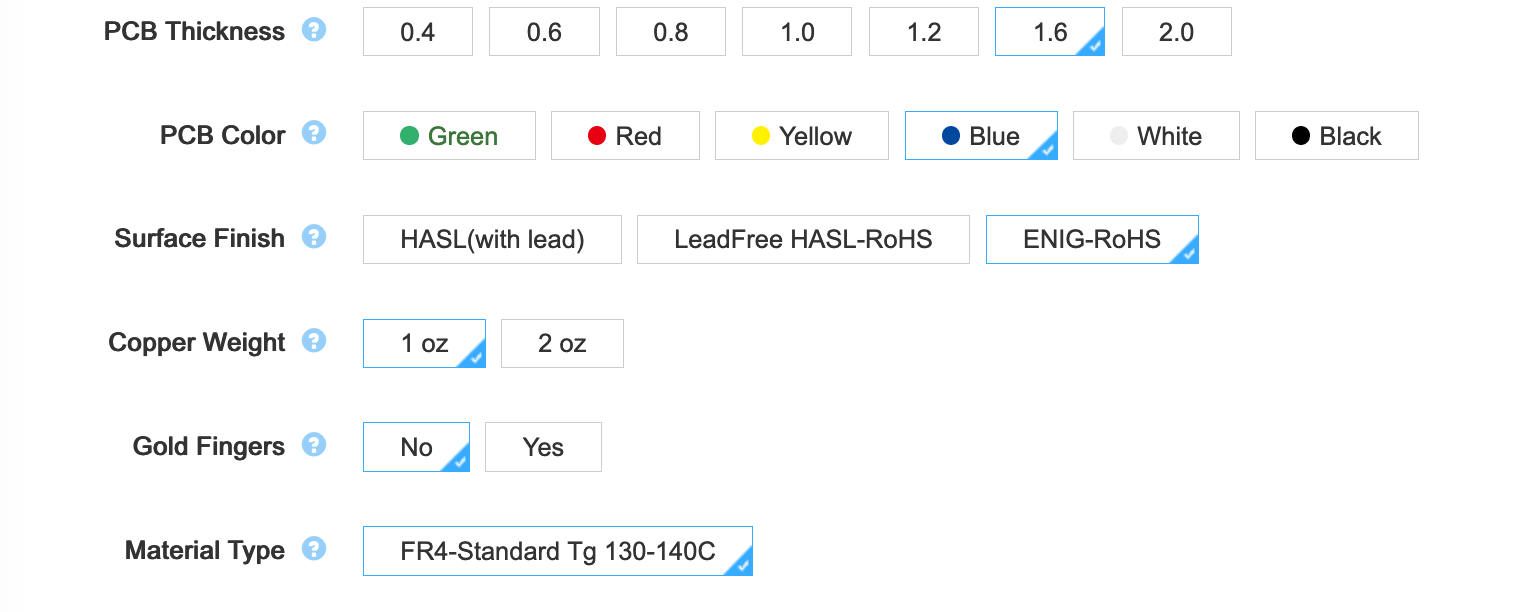 PCB Thickness ? 0.4 0.6 0.8 1.0 1.2 1.6 2.0
PCB Color ? Green Red Yellow Blue White Black
Surface Finish ? HASL(with lead) LeadFree HASL-RoHS ENIG-RoHS
Copper Weight ? 1 oz 2 oz
Gold Fingers ? No Yes
Material Type ? FR4-Standard Tg 130-140C